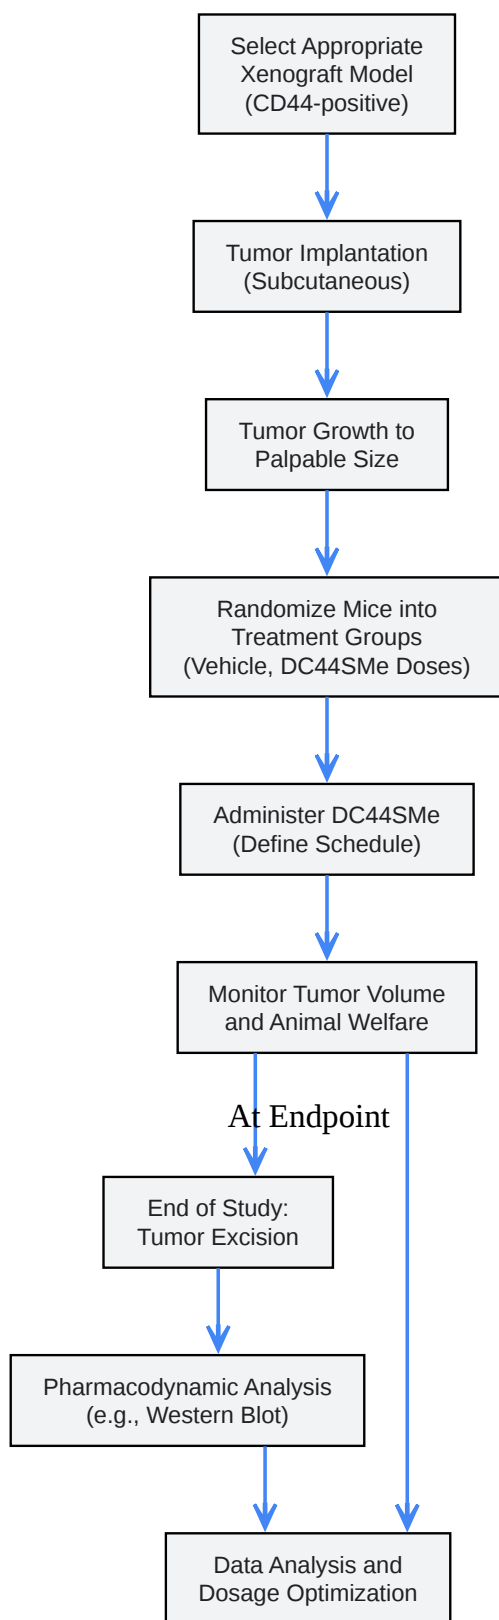 Select Appropriate
Xenograft Model
(CD44-positive)
Tumor Implantation
(Subcutaneous)
Tumor Growth to
Palpable Size
Randomize Mice into
Treatment Groups
(Vehicle, DC44SMe Doses)
Administer DC44SMe
(Define Schedule)
Monitor Tumor Volume
and Animal Welfare
At Endpoint
End of Study:
Tumor Excision
Pharmacodynamic Analysis
(e.g., Western Blot)
Data Analysis and
Dosage Optimization